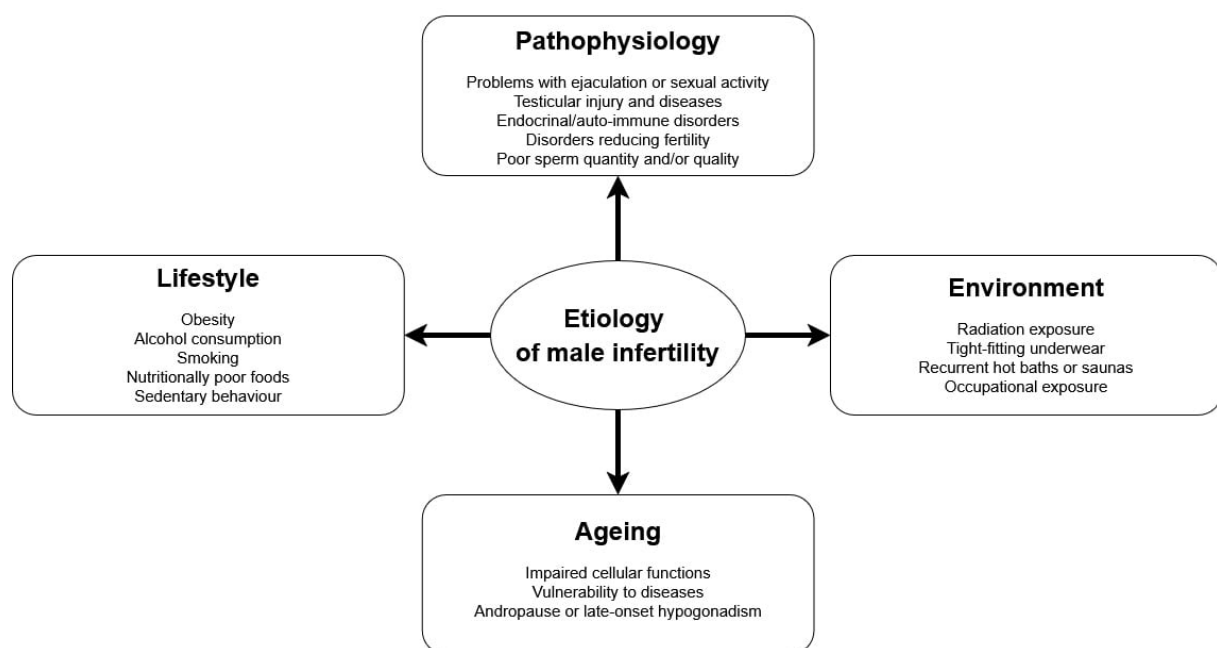 Pathophysiology
Problems with ejaculation or sexual activity
Testicular injury and diseases
Endocrinal/auto-immune disorders
Disorders reducing fertility
Poor sperm quantity and/or quality
Lifestyle
Obesity
Alcohol consumption
Smoking
Nutritionally poor foods
Sedentary behaviour
Etiology
of male infertility
Environment
Radiation exposure
Tight-fitting underwear
Recurrent hot baths or saunas
Occupational exposure
Ageing
Impaired cellular functions
Vulnerability to diseases
Andropause or late-onset hypogonadism